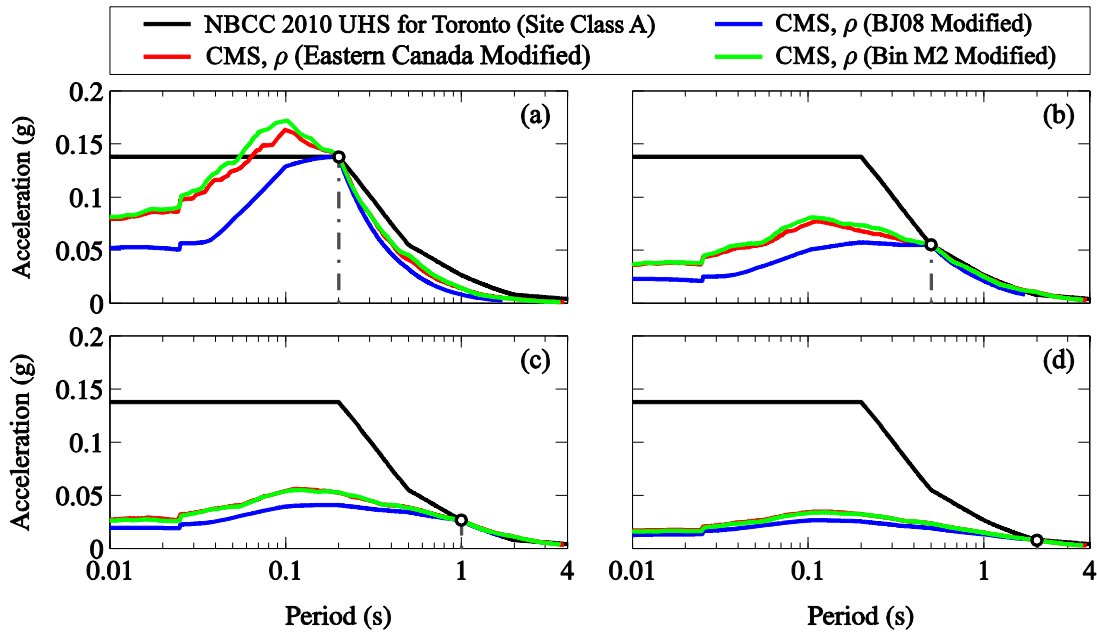 NBCC 2010 UHS for Toronto (Site Class A)
CMS, ρ (BJ08 Modified)
CMS, ρ (Eastern Canada Modified)
CMS, ρ (Bin M2 Modified)
Acceleration (g)
0.2
0.15
0.1
0.05
0
(a)
(b)
Acceleration (g)
0.2
0.15
0.1
0.05
0
(c)
(d)
0.01
0.1
1
4
0.01
0.1
1
4
Period (s)
Period (s)